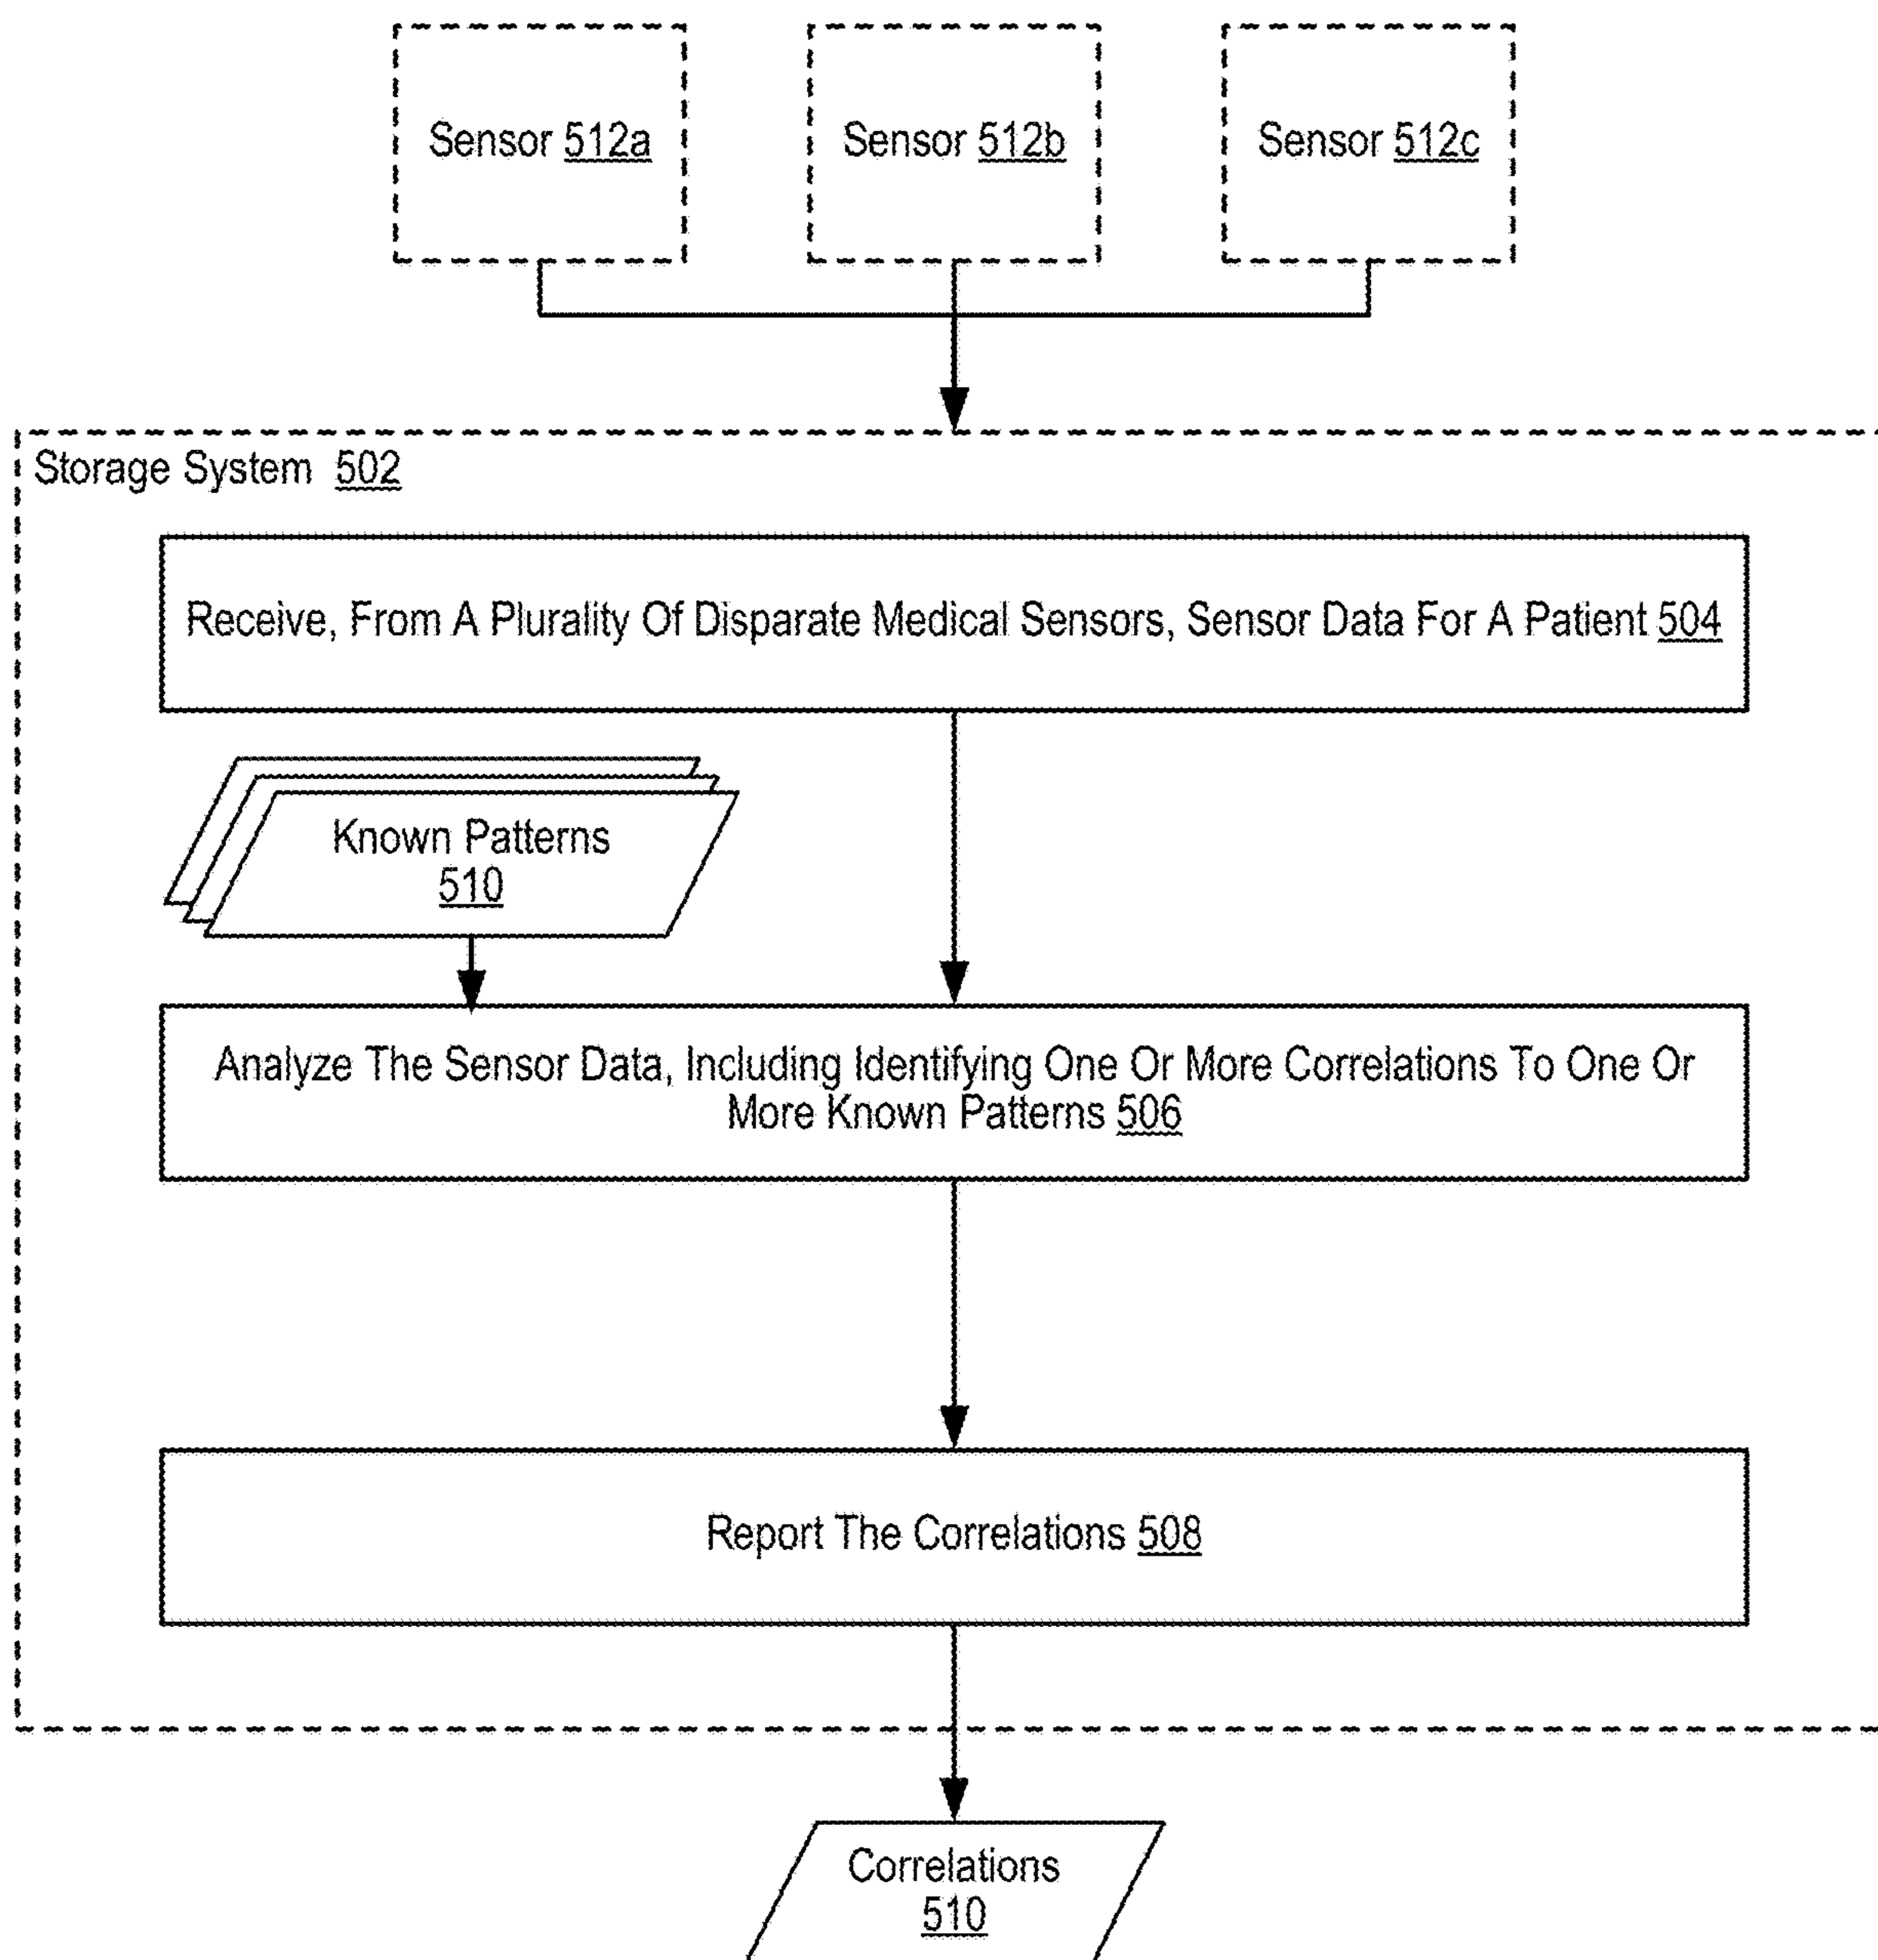 Sensor 512a
Sensor 512b
Sensor 512c
Storage System 502
Receive, From A Plurality Of Disparate Medical Sensors, Sensor Data For A Patient 504
Known Patterns
510
Analyze The Sensor Data, Including Identifying One Or More Correlations To One Or
More Known Patterns 506
Report The Correlations 508
Correlations
510